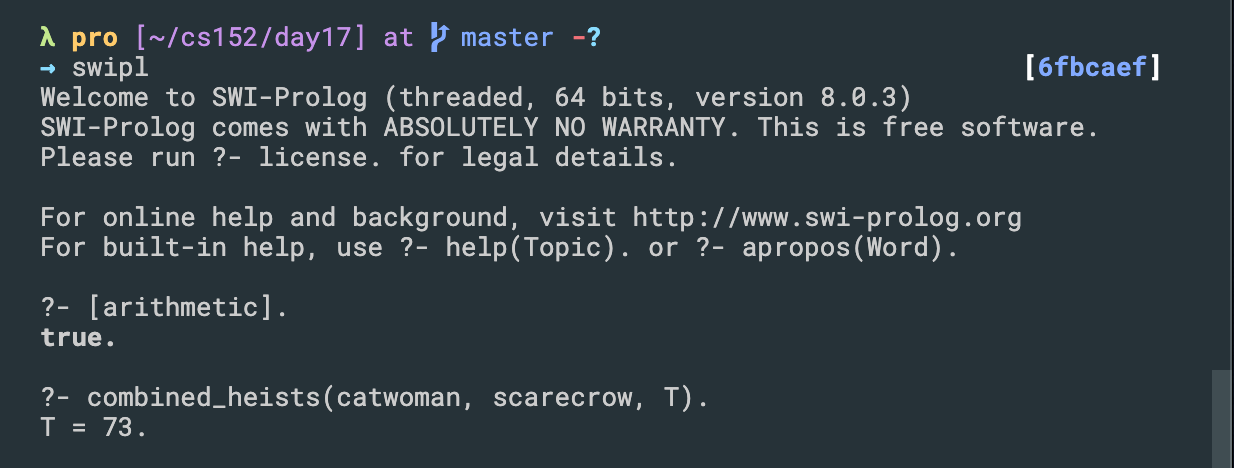 λ pro [~/cs152/day17] at master -?
→ swipl [6fbcaef]
Welcome to SWI-Prolog (threaded, 64 bits, version 8.0.3)
SWI-Prolog comes with ABSOLUTELY NO WARRANTY. This is free software.
Please run ?- license. for legal details.
For online help and background, visit http://www.swi-prolog.org
For built-in help, use ?- help(Topic). or ?- apropos(Word).
?- [arithmetic].
true.
?- combined_heists(catwoman, scarecrow, T).
T = 73.